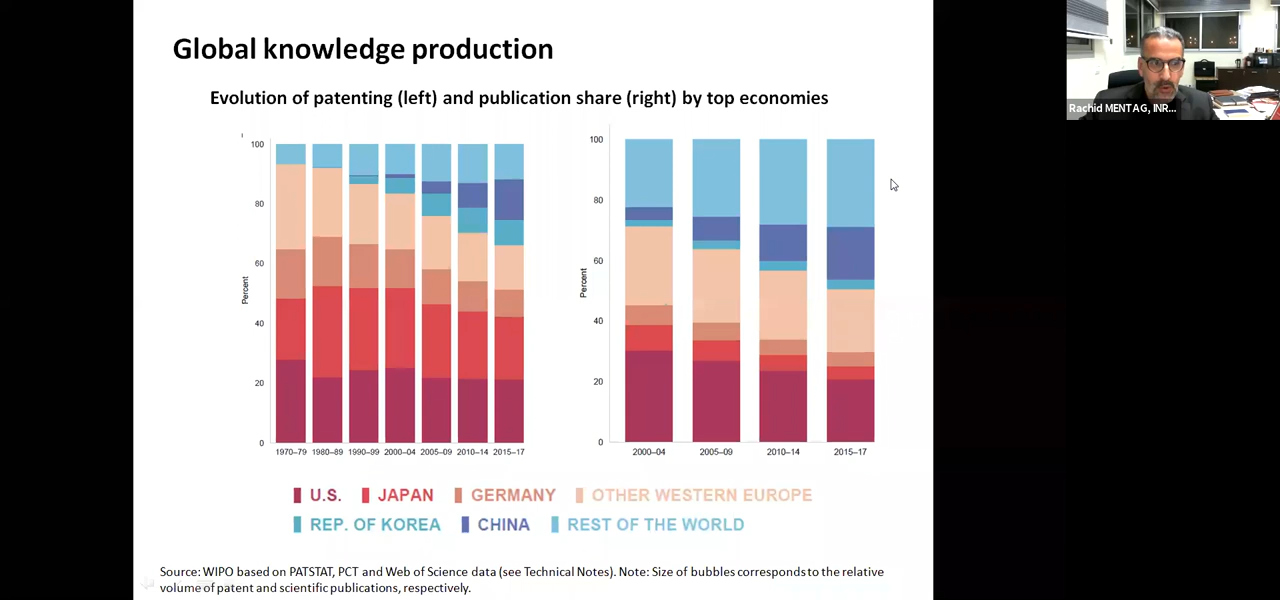 Global knowledge production
Evolution of patenting (left) and publication share (right) by top economies
Rachid MENTAG, INR...
100
80
60
40
20
0
Percent
1970–79 1980–89 1990–99 2000–04 2005–09 2010–14 2015–17
100
80
60
40
20
0
Percent
2000–04 2005–09 2010–14 2015–17
U.S. JAPAN GERMANY OTHER WESTERN EUROPE
REP. OF KOREA CHINA REST OF THE WORLD
Source: WIPO based on PATSTAT, PCT and Web of Science data (see Technical Notes). Note: Size of bubbles corresponds to the relative
volume of patent and scientific publications, respectively.